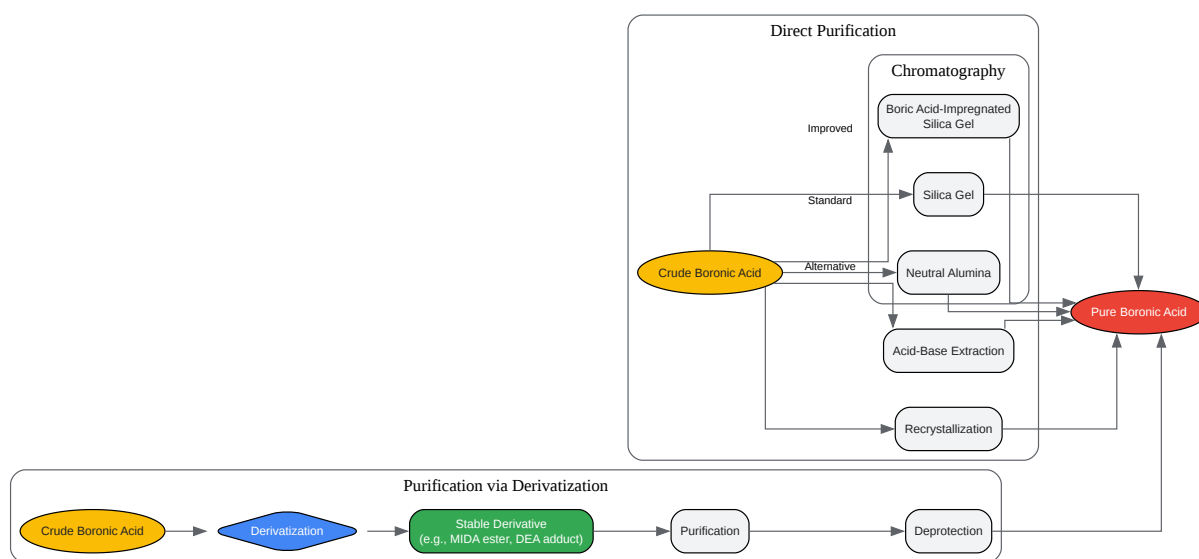 Direct Purification
Chromatography
Boric Acid-Impregnated
Silica Gel
Improved
Silica Gel
Standard
Crude Boronic Acid
Alternative
Neutral Alumina
Pure Boronic Acid
Acid-Base Extraction
Recrystallization
Purification via Derivatization
Crude Boronic Acid
Derivatization
Stable Derivative
(e.g., MIDA ester, DEA adduct)
Purification
Deprotection